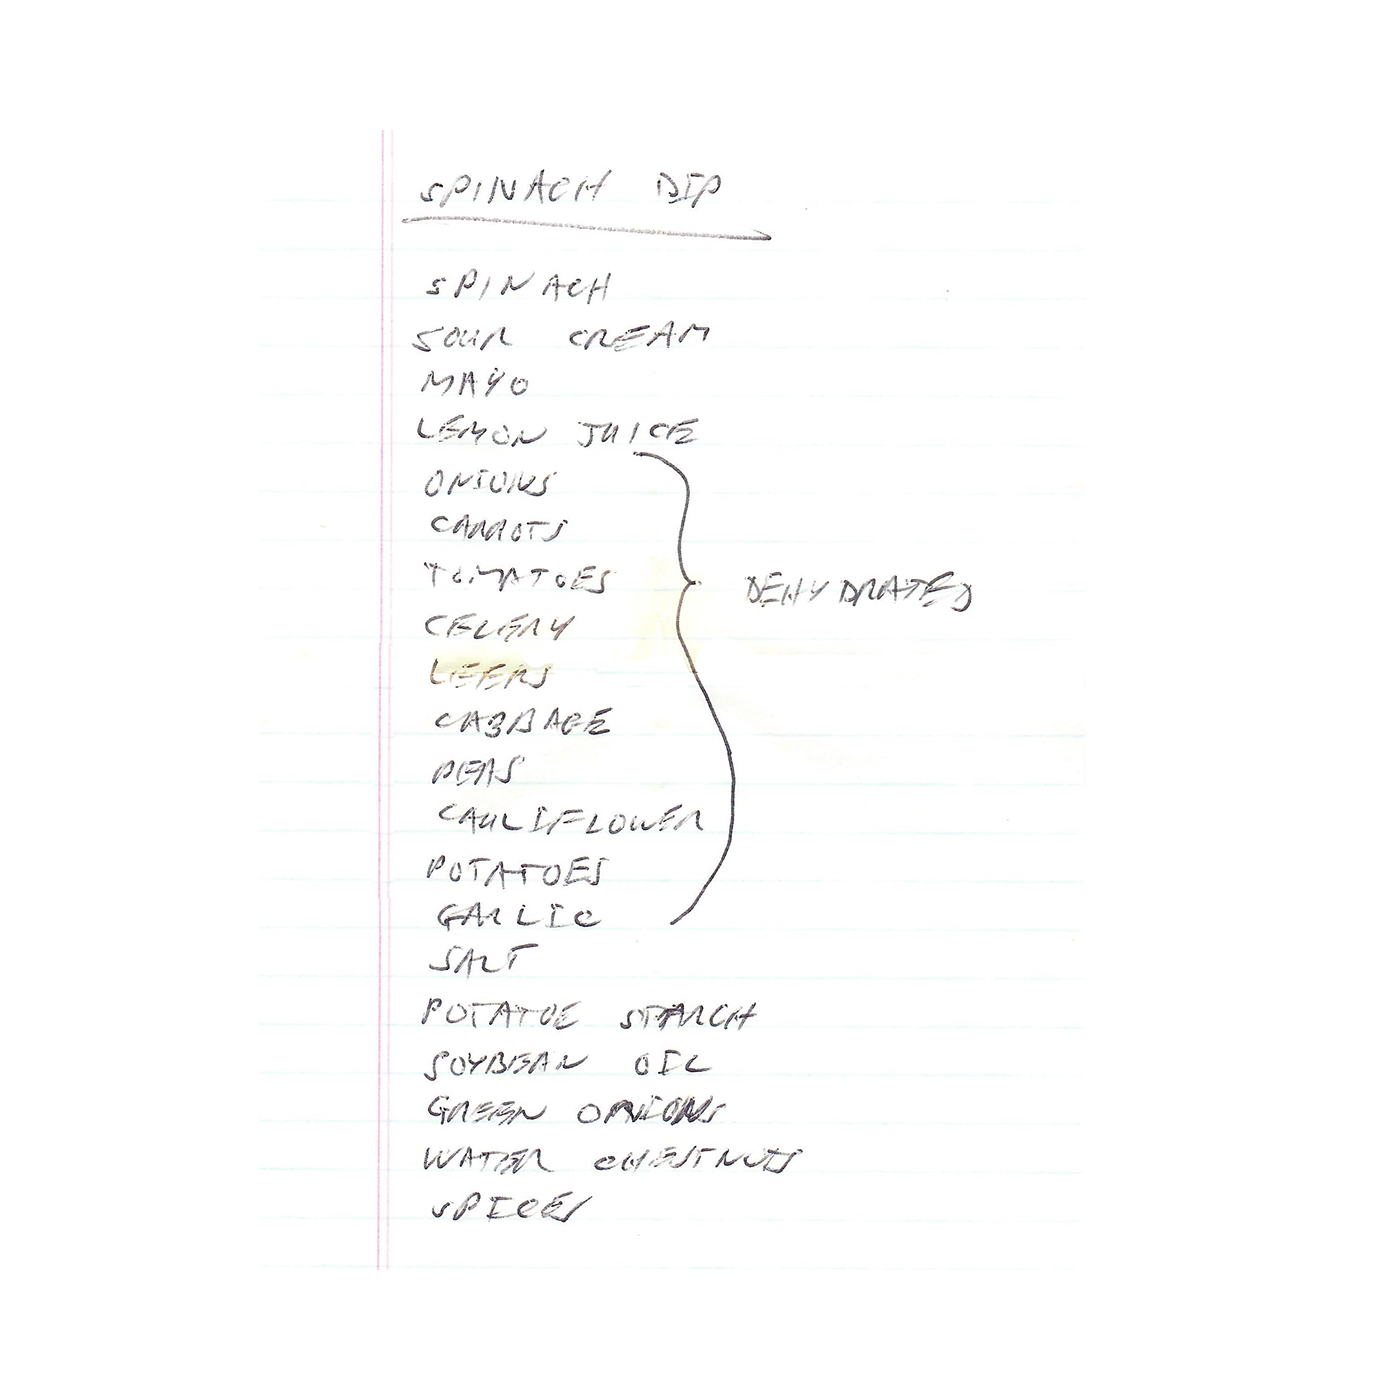 SPINACH DIP
SPINACH
SOUR CREAM
MAYO
LEMON JUICE
ONIONS
CARROTS
TOMATOES
DEHYDRATED
CELERY
LEEKS
CABBAGE
PEAS
CAULIFLOWER
POTATOES
GARLIC
SALT
POTATOE STARCH
SOYBEAN OIL
GREEN ONIONS
WATER CHESTNUTS
SPICES